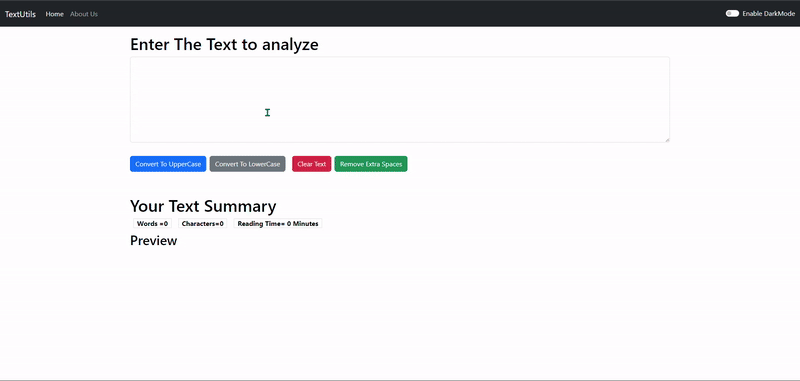 TextUtils Home About Us Enable DarkMode
Enter The Text to analyze
Convert To UpperCase Convert To LowerCase Clear Text Remove Extra Spaces
Your Text Summary
Words =0 Characters=0 Reading Time= 0 Minutes
Preview